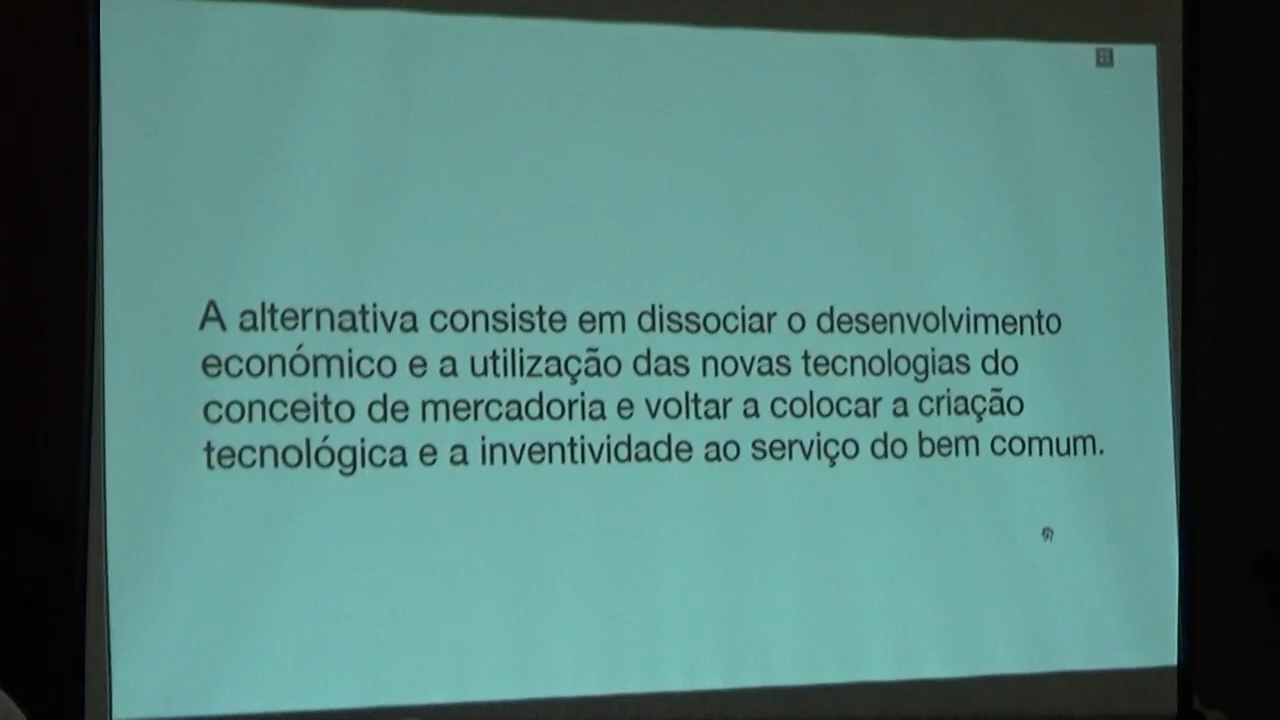 A alternativa consiste em dissociar o desenvolvimento
económico e a utilização das novas tecnologias do
conceito de mercadoria e voltar a colocar a criação
tecnológica e a inventividade ao serviço do bem comum.